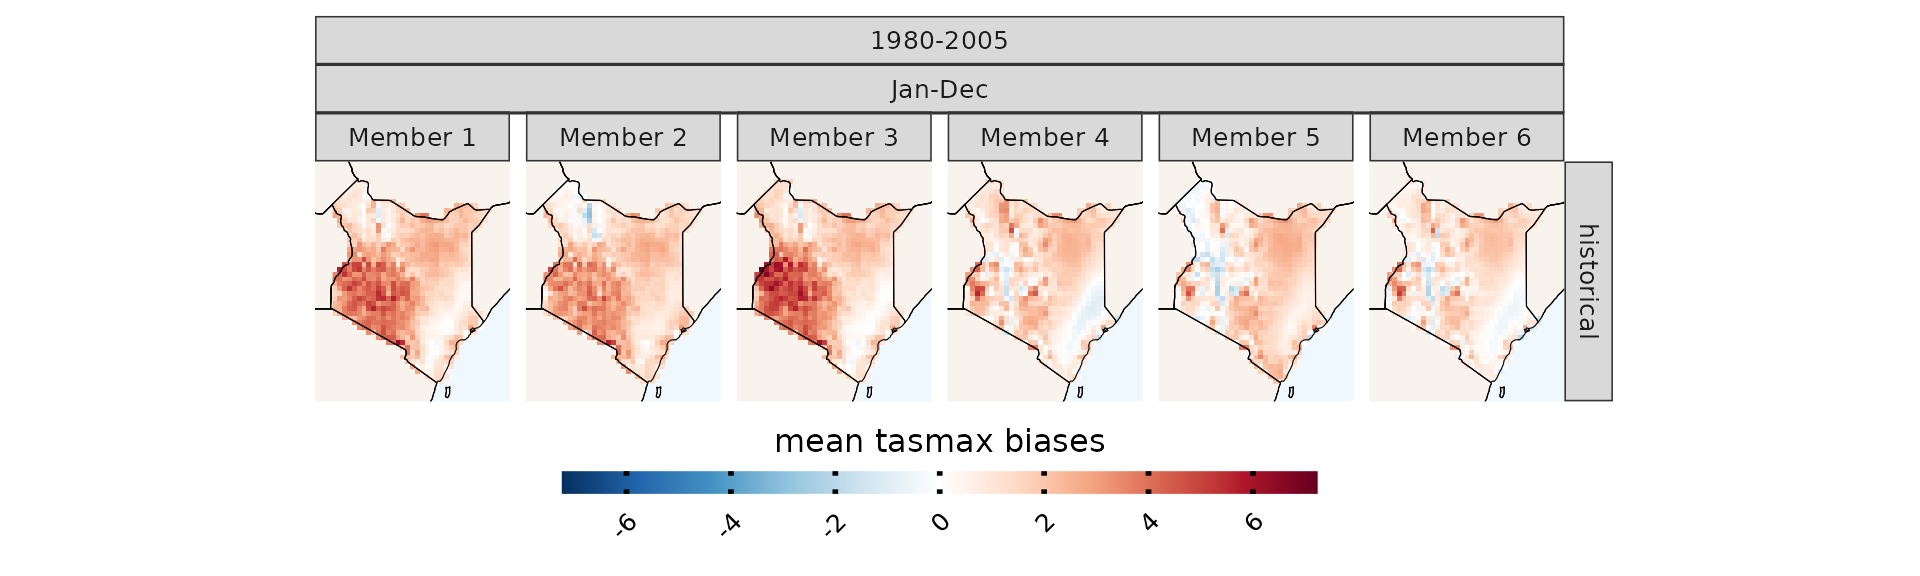 1980-2005
Jan-Dec
Member 1 Member 2 Member 3 Member 4 Member 5 Member 6
historical
mean tasmax biases
-6 -4 -2 0 2 4 6